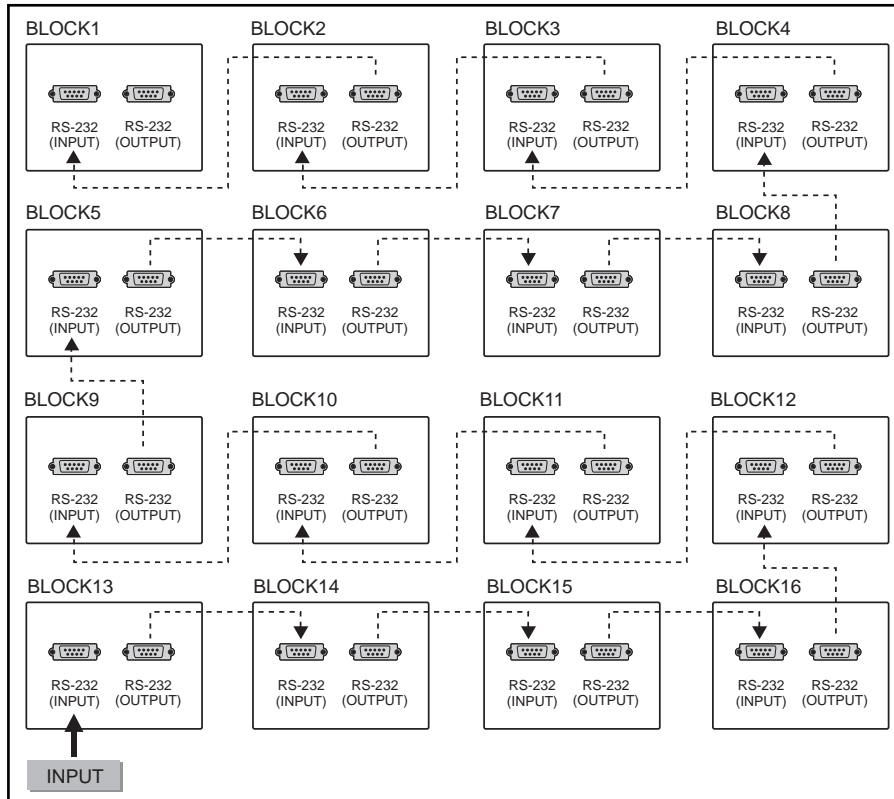 BLOCK1 BLOCK2 BLOCK3 BLOCK4
RS-232 RS-232 RS-232 RS-232 RS-232 RS-232 RS-232 RS-232
(INPUT) (OUTPUT) (INPUT) (OUTPUT) (INPUT) (OUTPUT) (INPUT) (OUTPUT)
BLOCK5 BLOCK6 BLOCK7 BLOCK8
RS-232 RS-232 RS-232 RS-232 RS-232 RS-232 RS-232 RS-232
(INPUT) (OUTPUT) (INPUT) (OUTPUT) (INPUT) (OUTPUT) (INPUT) (OUTPUT)
BLOCK9 BLOCK10 BLOCK11 BLOCK12
RS-232 RS-232 RS-232 RS-232 RS-232 RS-232 RS-232 RS-232
(INPUT) (OUTPUT) (INPUT) (OUTPUT) (INPUT) (OUTPUT) (INPUT) (OUTPUT)
BLOCK13 BLOCK14 BLOCK15 BLOCK16
RS-232 RS-232 RS-232 RS-232 RS-232 RS-232 RS-232 RS-232
(INPUT) (OUTPUT) (INPUT) (OUTPUT) (INPUT) (OUTPUT) (INPUT) (OUTPUT)
INPUT